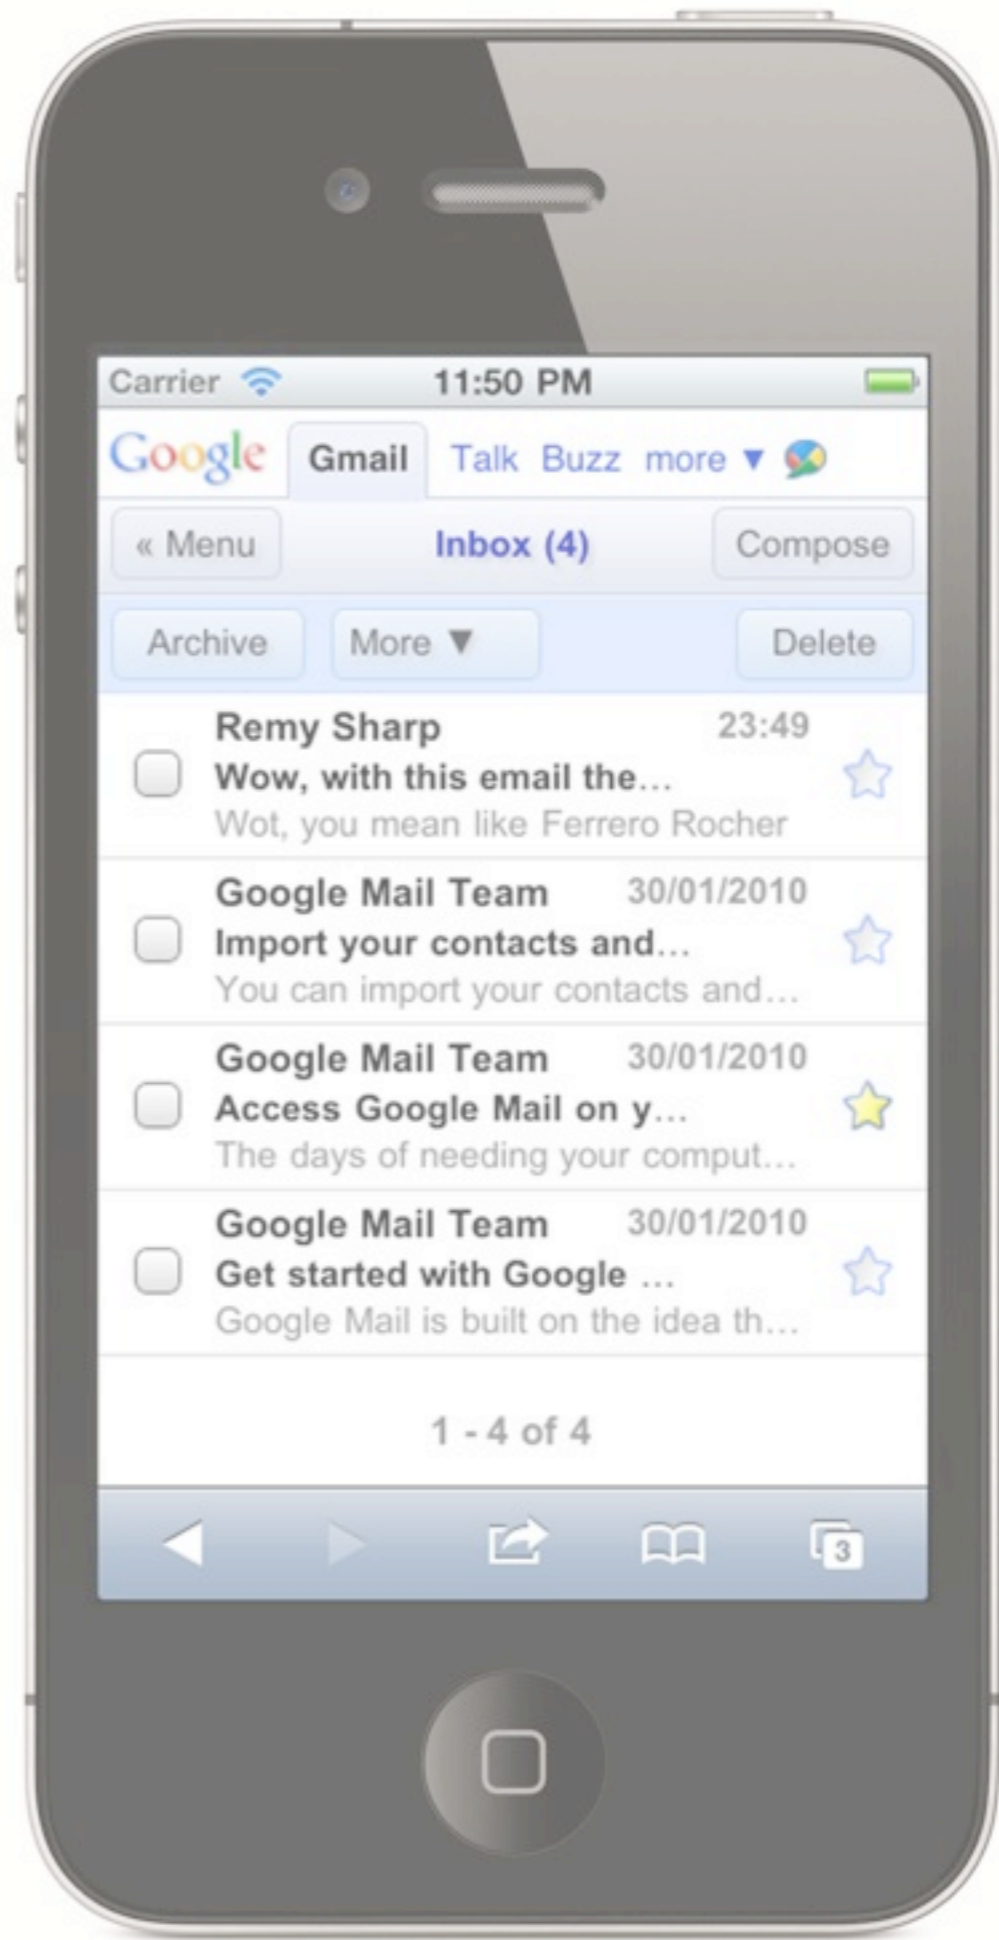 Carrier 11:50 PM
Google Gmail Talk Buzz more ▼
« Menu Inbox (4) Compose
Archive More ▼ Delete
Remy Sharp 23:49
Wow, with this email the…
Wot, you mean like Ferrero Rocher
Google Mail Team 30/01/2010
Import your contacts and…
You can import your contacts and…
Google Mail Team 30/01/2010
Access Google Mail on y…
The days of needing your comput…
Google Mail Team 30/01/2010
Get started with Google …
Google Mail is built on the idea th…
1 - 4 of 4
3